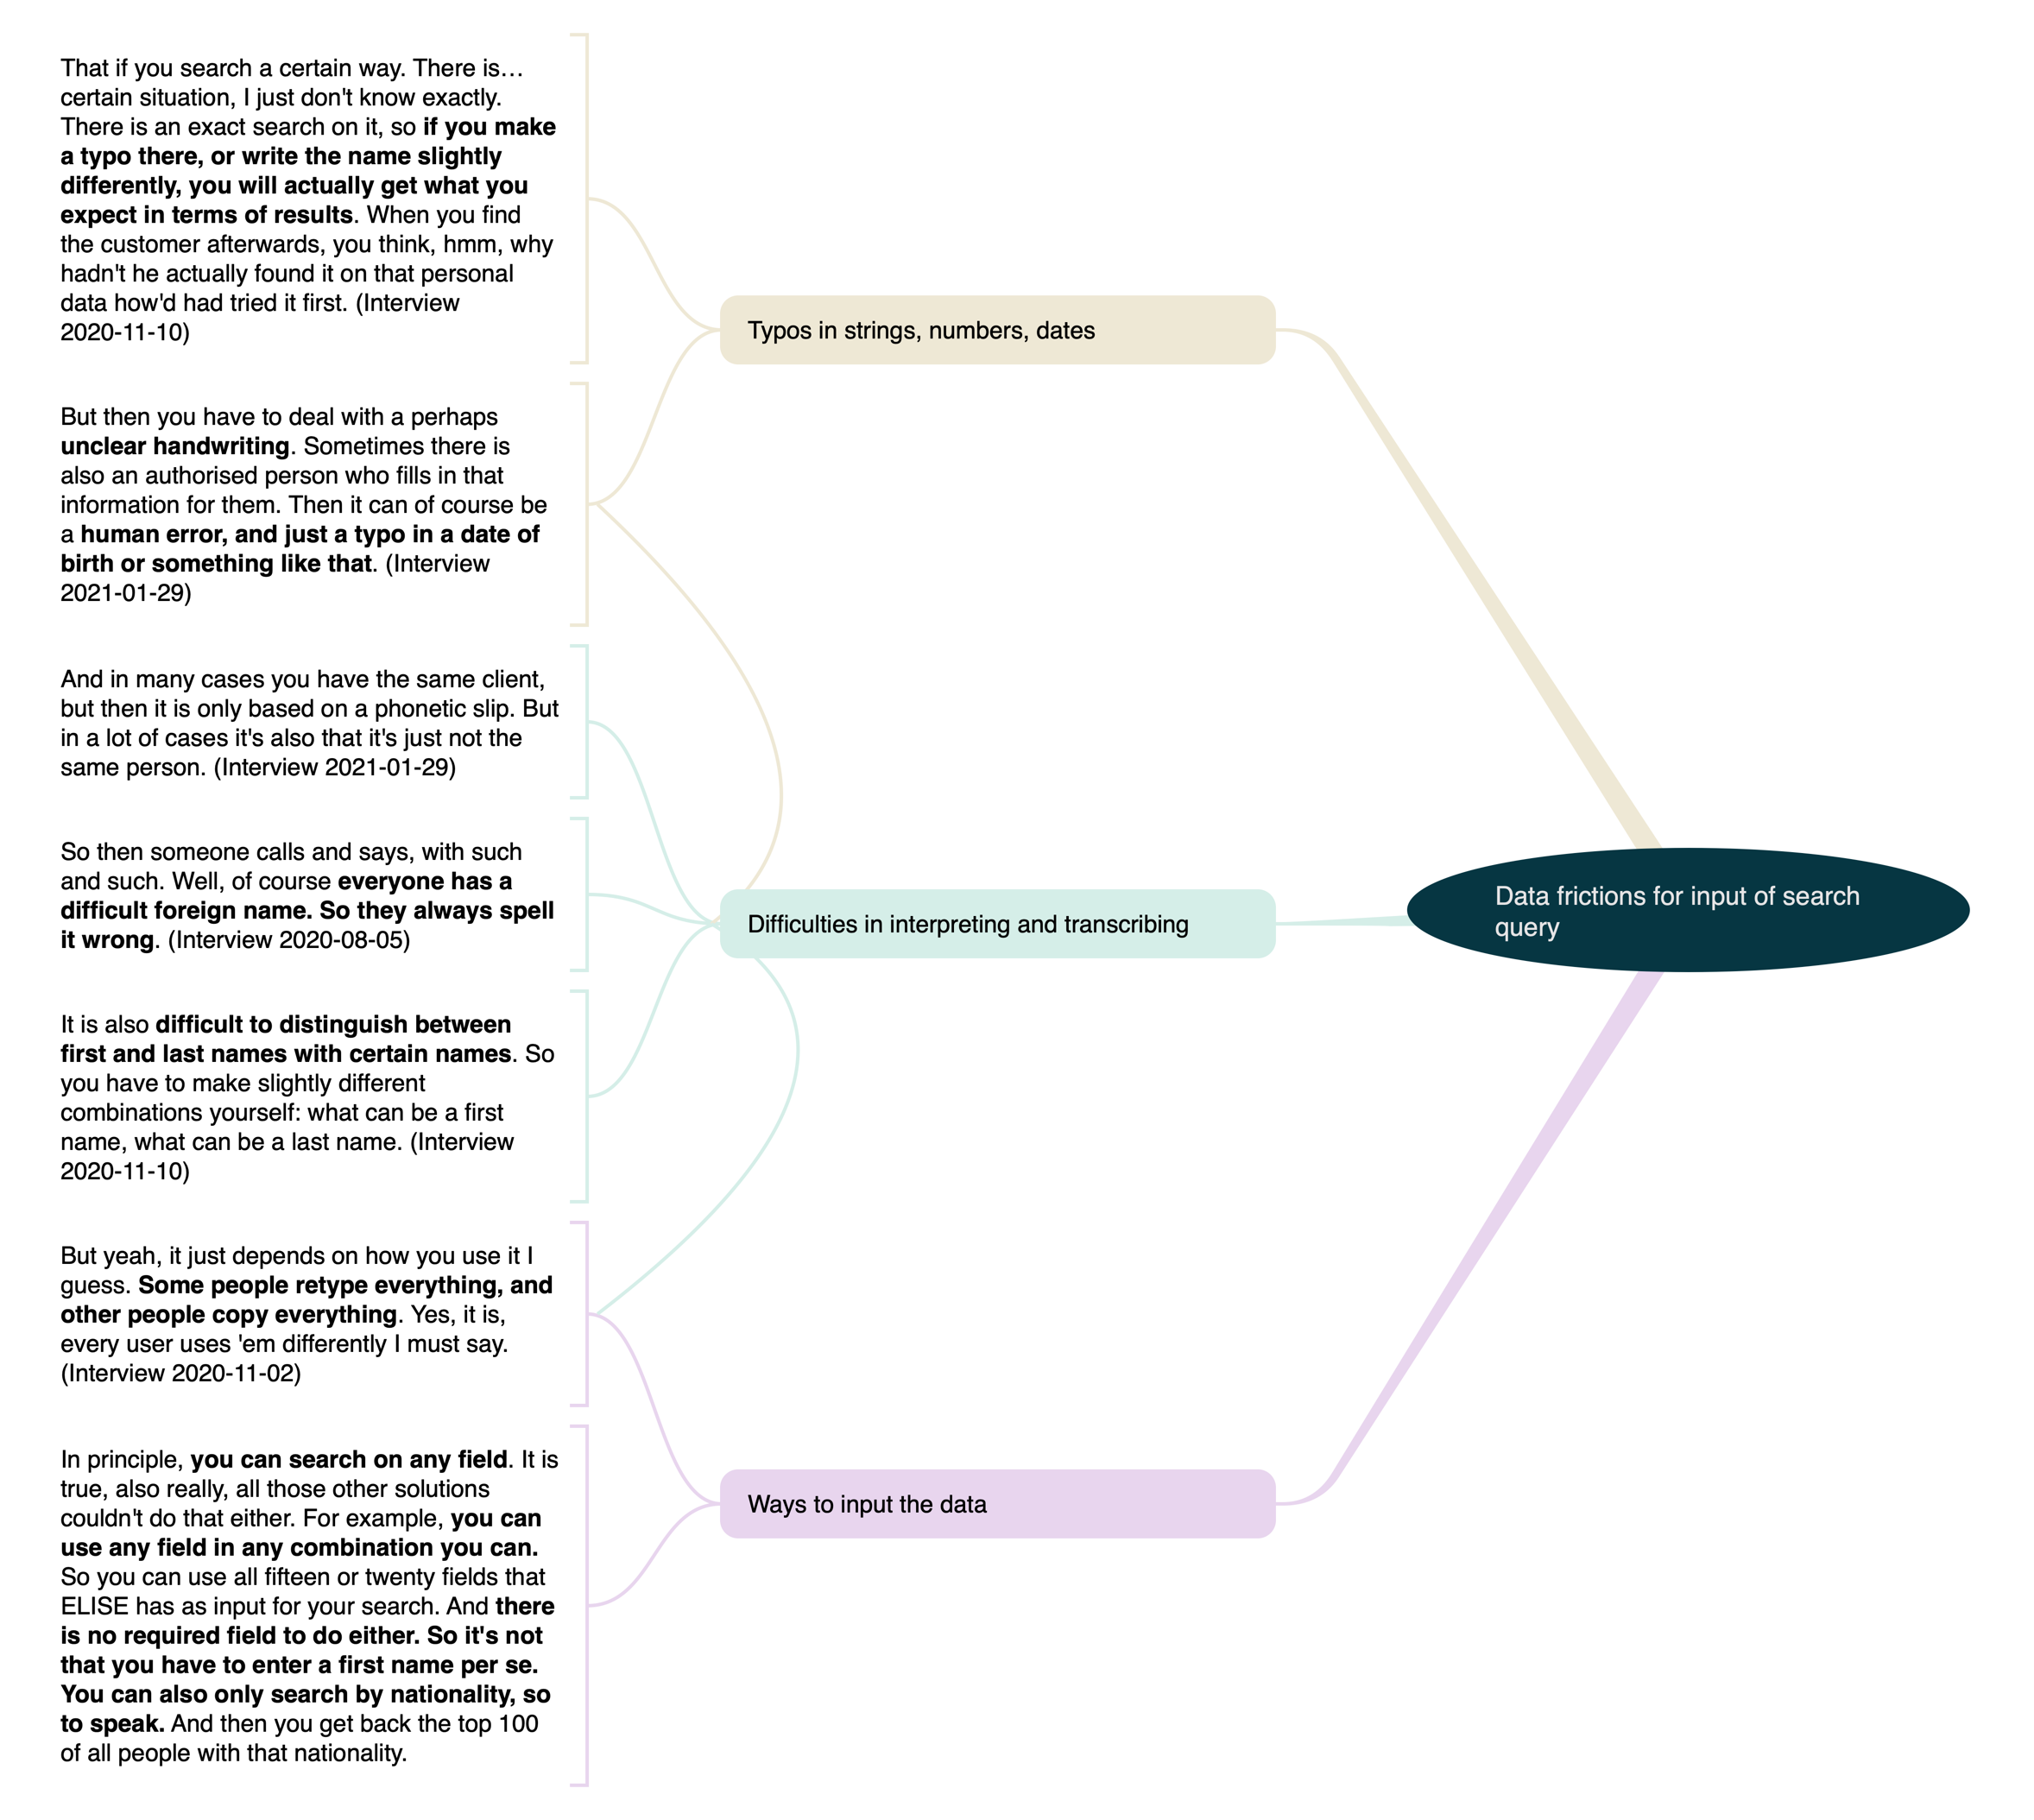 That if you search a certain way. There is…
certain situation, I just don't know exactly.
There is an exact search on it, so if you make
a typo there, or write the name slightly
differently, you will actually get what you
expect in terms of results. When you find
the customer afterwards, you think, hmm, why
hadn't he actually found it on that personal
data how'd had tried it first. (Interview
2020-11-10)
But then you have to deal with a perhaps
unclear handwriting. Sometimes there is
also an authorised person who fills in that
information for them. Then it can of course be
a human error, and just a typo in a date of
birth or something like that. (Interview
2021-01-29)
And in many cases you have the same client,
but then it is only based on a phonetic slip. But
in a lot of cases it's also that it's just not the
same person. (Interview 2021-01-29)
So then someone calls and says, with such
and such. Well, of course everyone has a
difficult foreign name. So they always spell
it wrong. (Interview 2020-08-05)
It is also difficult to distinguish between
first and last names with certain names. So
you have to make slightly different
combinations yourself: what can be a first
name, what can be a last name. (Interview
2020-11-10)
But yeah, it just depends on how you use it I
guess. Some people retype everything, and
other people copy everything. Yes, it is,
every user uses 'em differently I must say.
(Interview 2020-11-02)
In principle, you can search on any field. It is
true, also really, all those other solutions
couldn't do that either. For example, you can
use any field in any combination you can.
So you can use all fifteen or twenty fields that
ELISE has as input for your search. And there
is no required field to do either. So it's not
that you have to enter a first name per se.
You can also only search by nationality, so
to speak. And then you get back the top 100
of all people with that nationality.
Typos in strings, numbers, dates
Difficulties in interpreting and transcribing
Ways to input the data
Data frictions for input of search
query